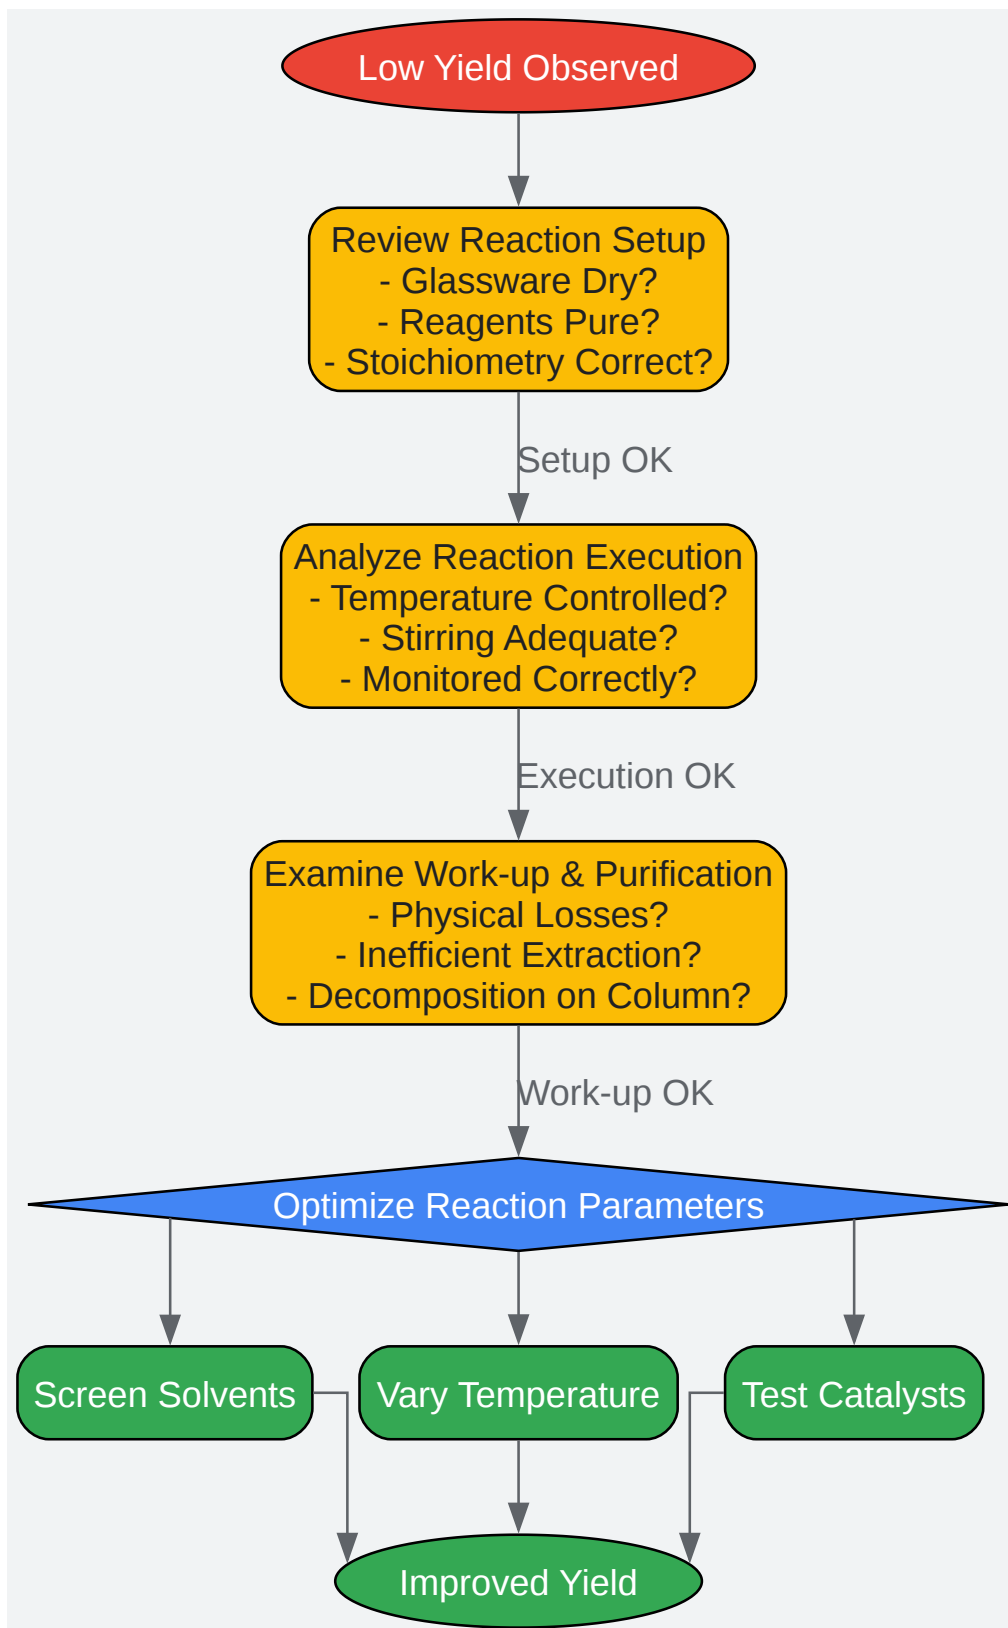 Low Yield Observed
Review Reaction Setup
- Glassware Dry?
- Reagents Pure?
- Stoichiometry Correct?
Setup OK
Analyze Reaction Execution
- Temperature Controlled?
- Stirring Adequate?
- Monitored Correctly?
Execution OK
Examine Work-up & Purification
- Physical Losses?
- Inefficient Extraction?
- Decomposition on Column?
Work-up OK
Optimize Reaction Parameters
Screen Solvents
Vary Temperature
Test Catalysts
Improved Yield